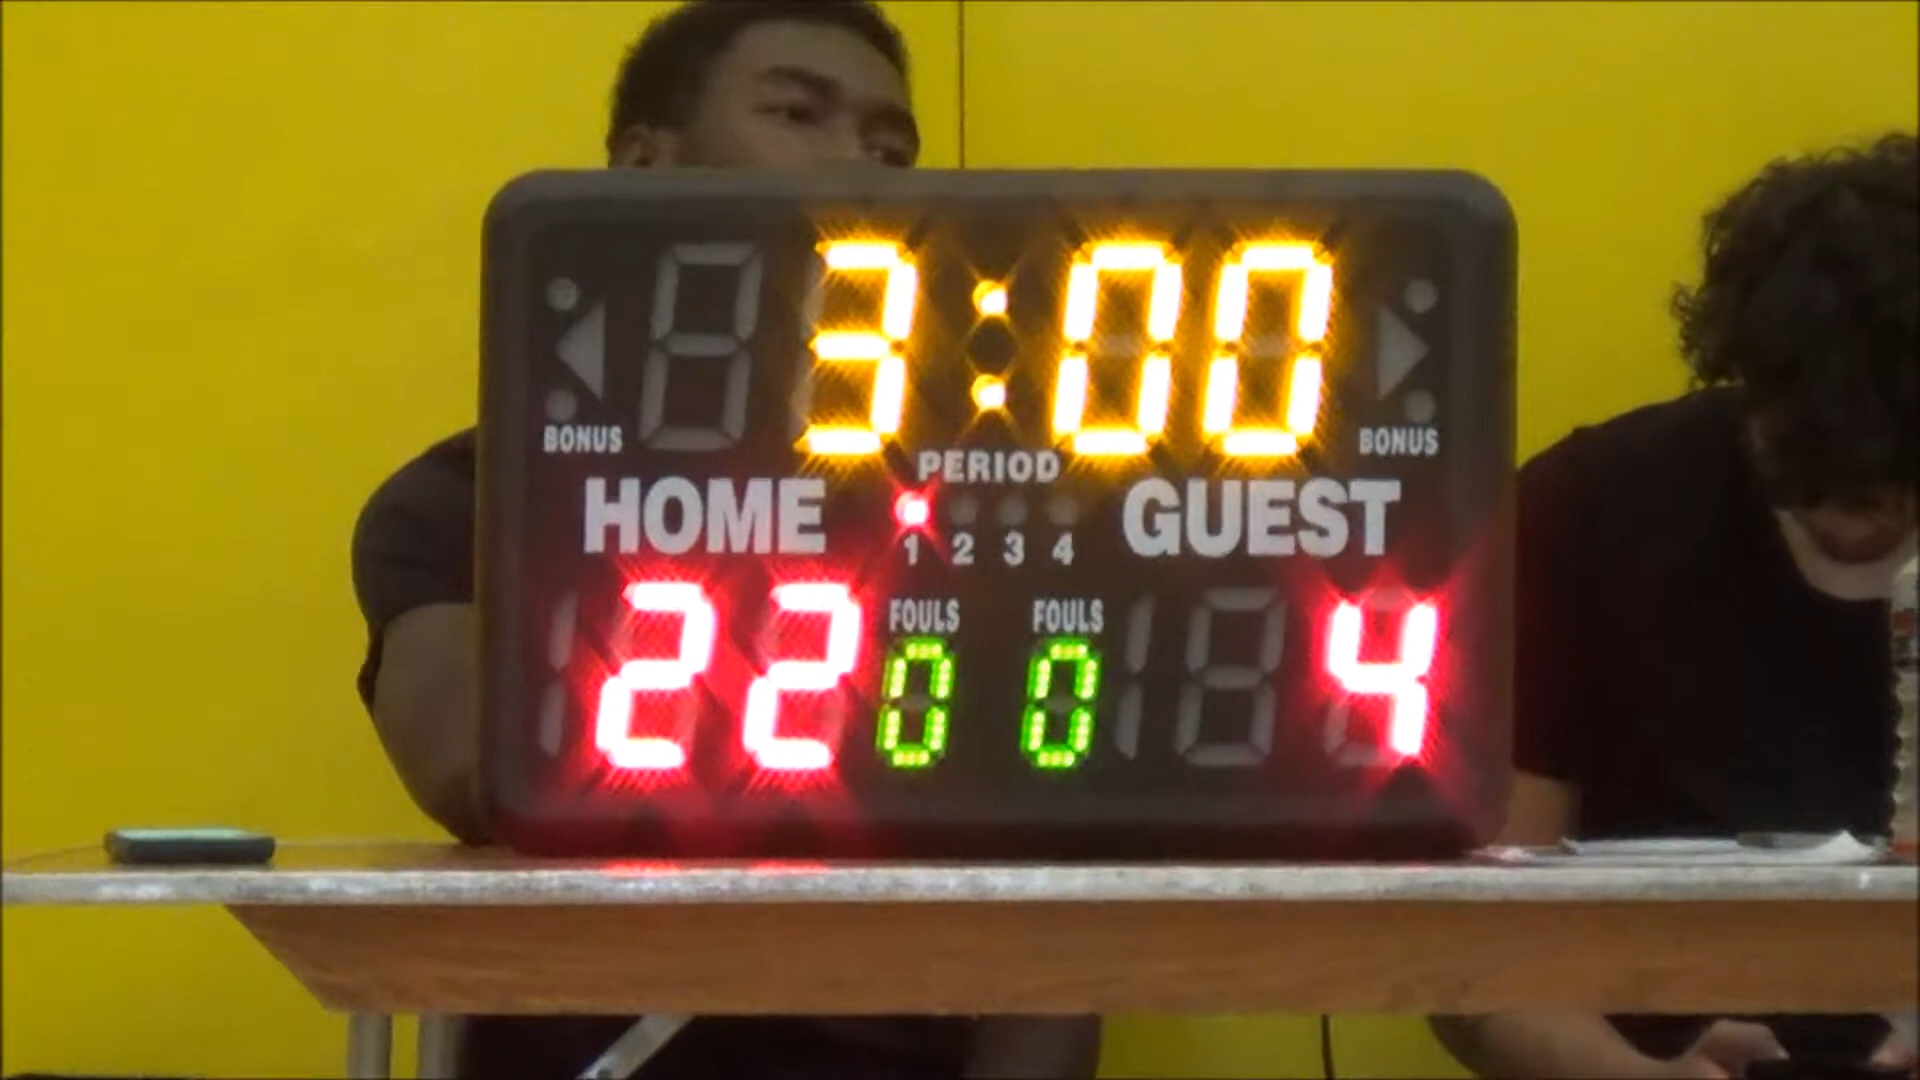 3:00
BONUS BONUS
PERIOD
HOME GUEST
1 2 3 4
FOULS FOULS
22 0 0 4